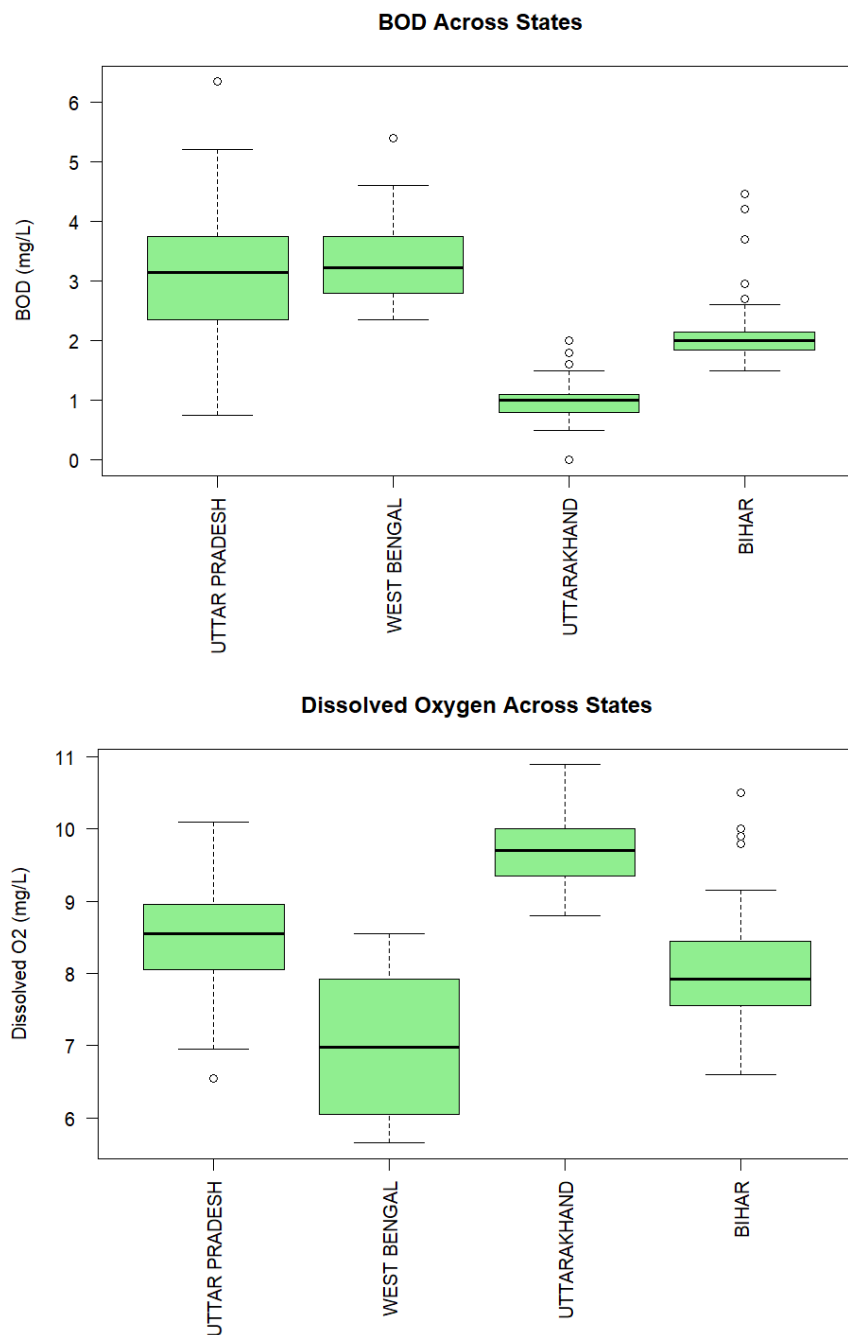 BOD Across States
BOD (mg/L)
6
5
4
3
2
1
0
UTTAR PRADESH
WEST BENGAL
UTTARAKHAND
BIHAR
Dissolved Oxygen Across States
Dissolved O2 (mg/L)
11
10
9
8
7
6
UTTAR PRADESH
WEST BENGAL
UTTARAKHAND
BIHAR